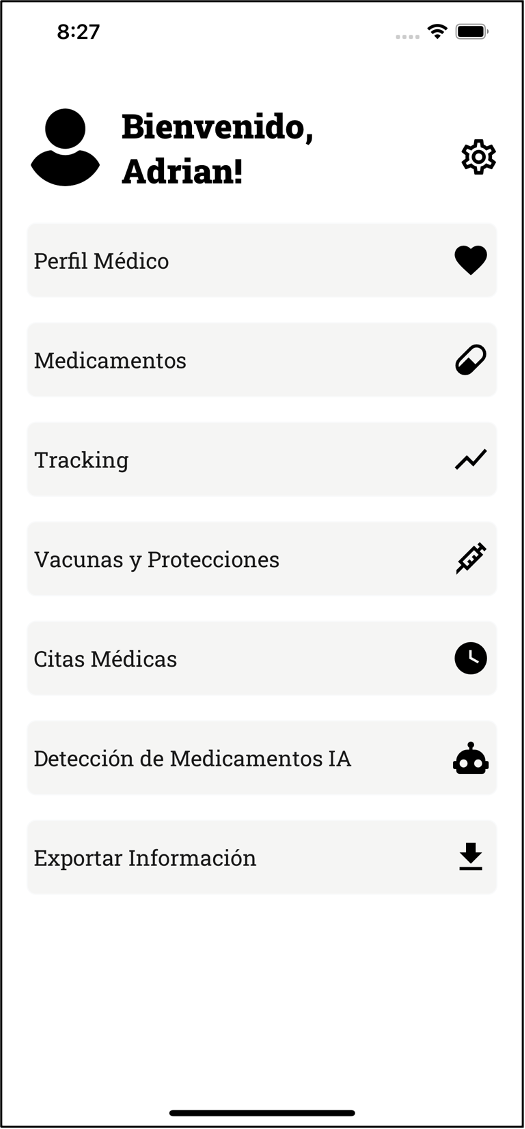 8:27
Bienvenido,
Adrian!
Perfil Médico
Medicamentos
Tracking
Vacunas y Protecciones
Citas Médicas
Detección de Medicamentos IA
Exportar Información